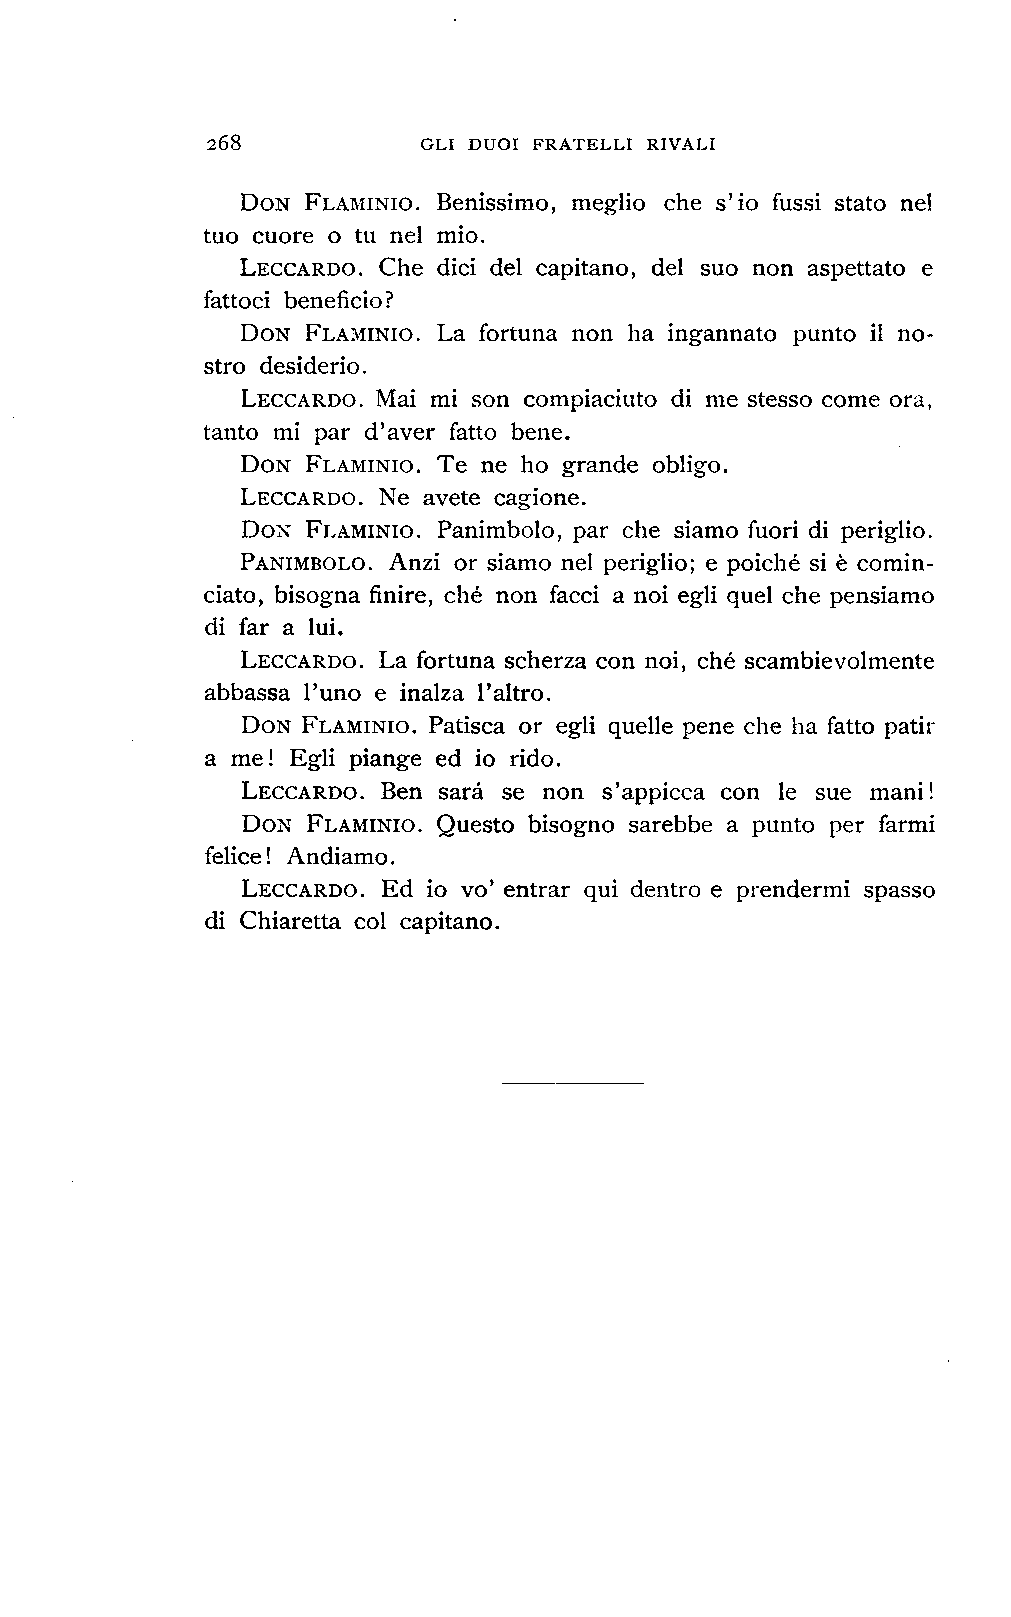 268 GLI DUOI FRATELLI RIVALI
Don Flaminio. Benissimo, meglio che s'io fussi stato nel
tuo cuore o tu nel mio.
Leccardo. Che dici del capitano, del suo non aspettato e
fattoci beneficio?
Don Flaminio. La fortuna non ha ingannato punto il no-
stro desiderio.
Leccardo. Mai mi son compiaciuto di me stesso come ora,
tanto mi par d'aver fatto bene.
Don Flaminio. Te ne ho grande obligo.
Leccardo. Ne avete cagione.
Don Flaminio. Panimbolo, par che siamo fuori di periglio.
Panimbolo. Anzi or siamo nel periglio; e poiché si è comin-
ciato, bisogna finire, ché non facci a noi egli quel che pensiamo
di far a lui.
Leccardo. La fortuna scherza con noi, ché scambievolmente
abbassa l'uno e inalza l'altro.
Don Flaminio. Patisca or egli quelle pene che ha fatto patir
a me! Egli piange ed io rido.
Leccardo. Ben sará se non s'appicca con le sue mani!
Don Flaminio. Questo bisogno sarebbe a punto per farmi
felice! Andiamo.
Leccardo. Ed io vo' entrar qui dentro e prendermi spasso
di Chiaretta col capitano.